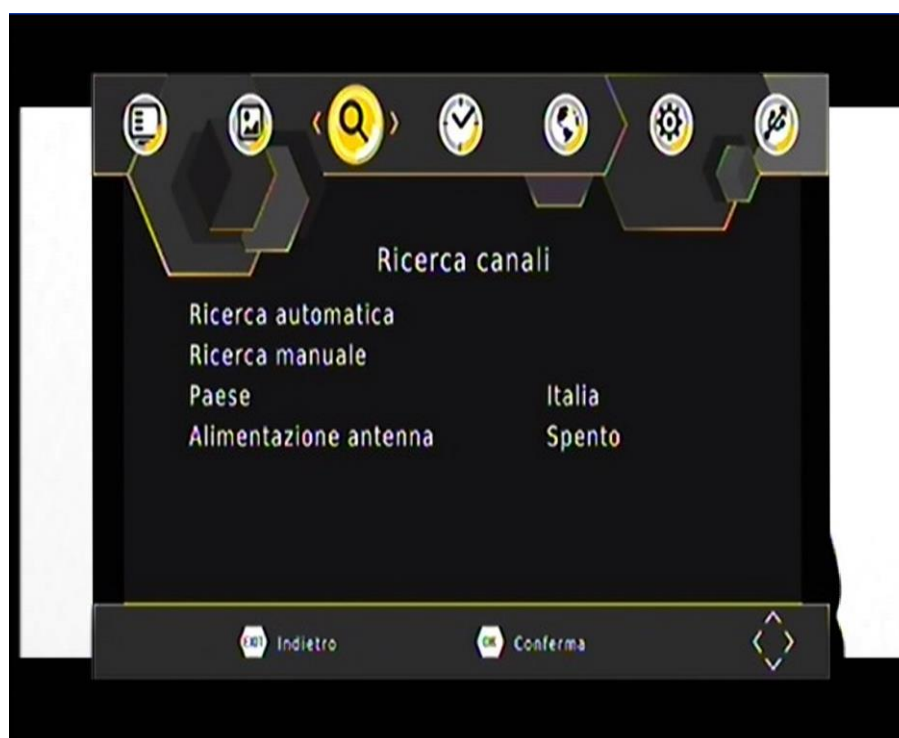 Ricerca canali
Ricerca automatica
Ricerca manuale
Paese Italia
Alimentazione antenna Spento
EXIT Indietro OK Conferma